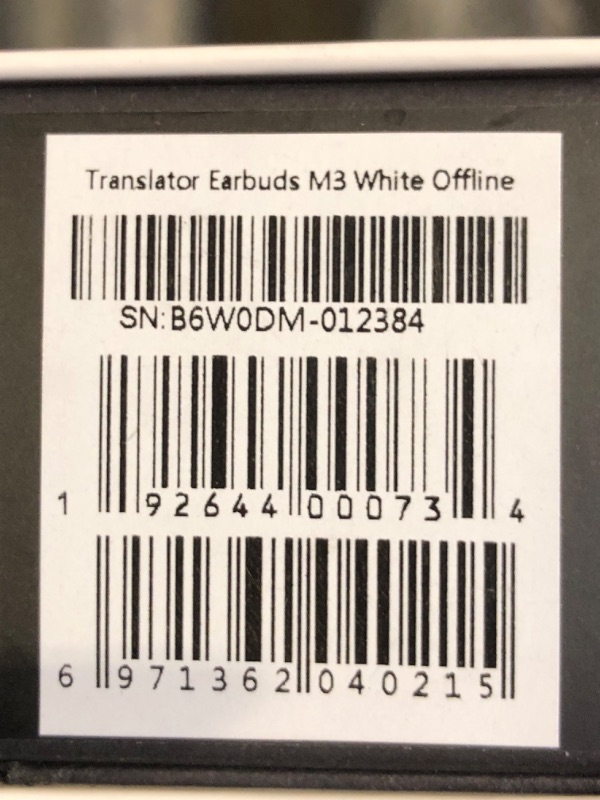 Translator Earbuds M3 White Offline
SN:B6W0DM-012384
1 92644 00073 4
6 971362 040215